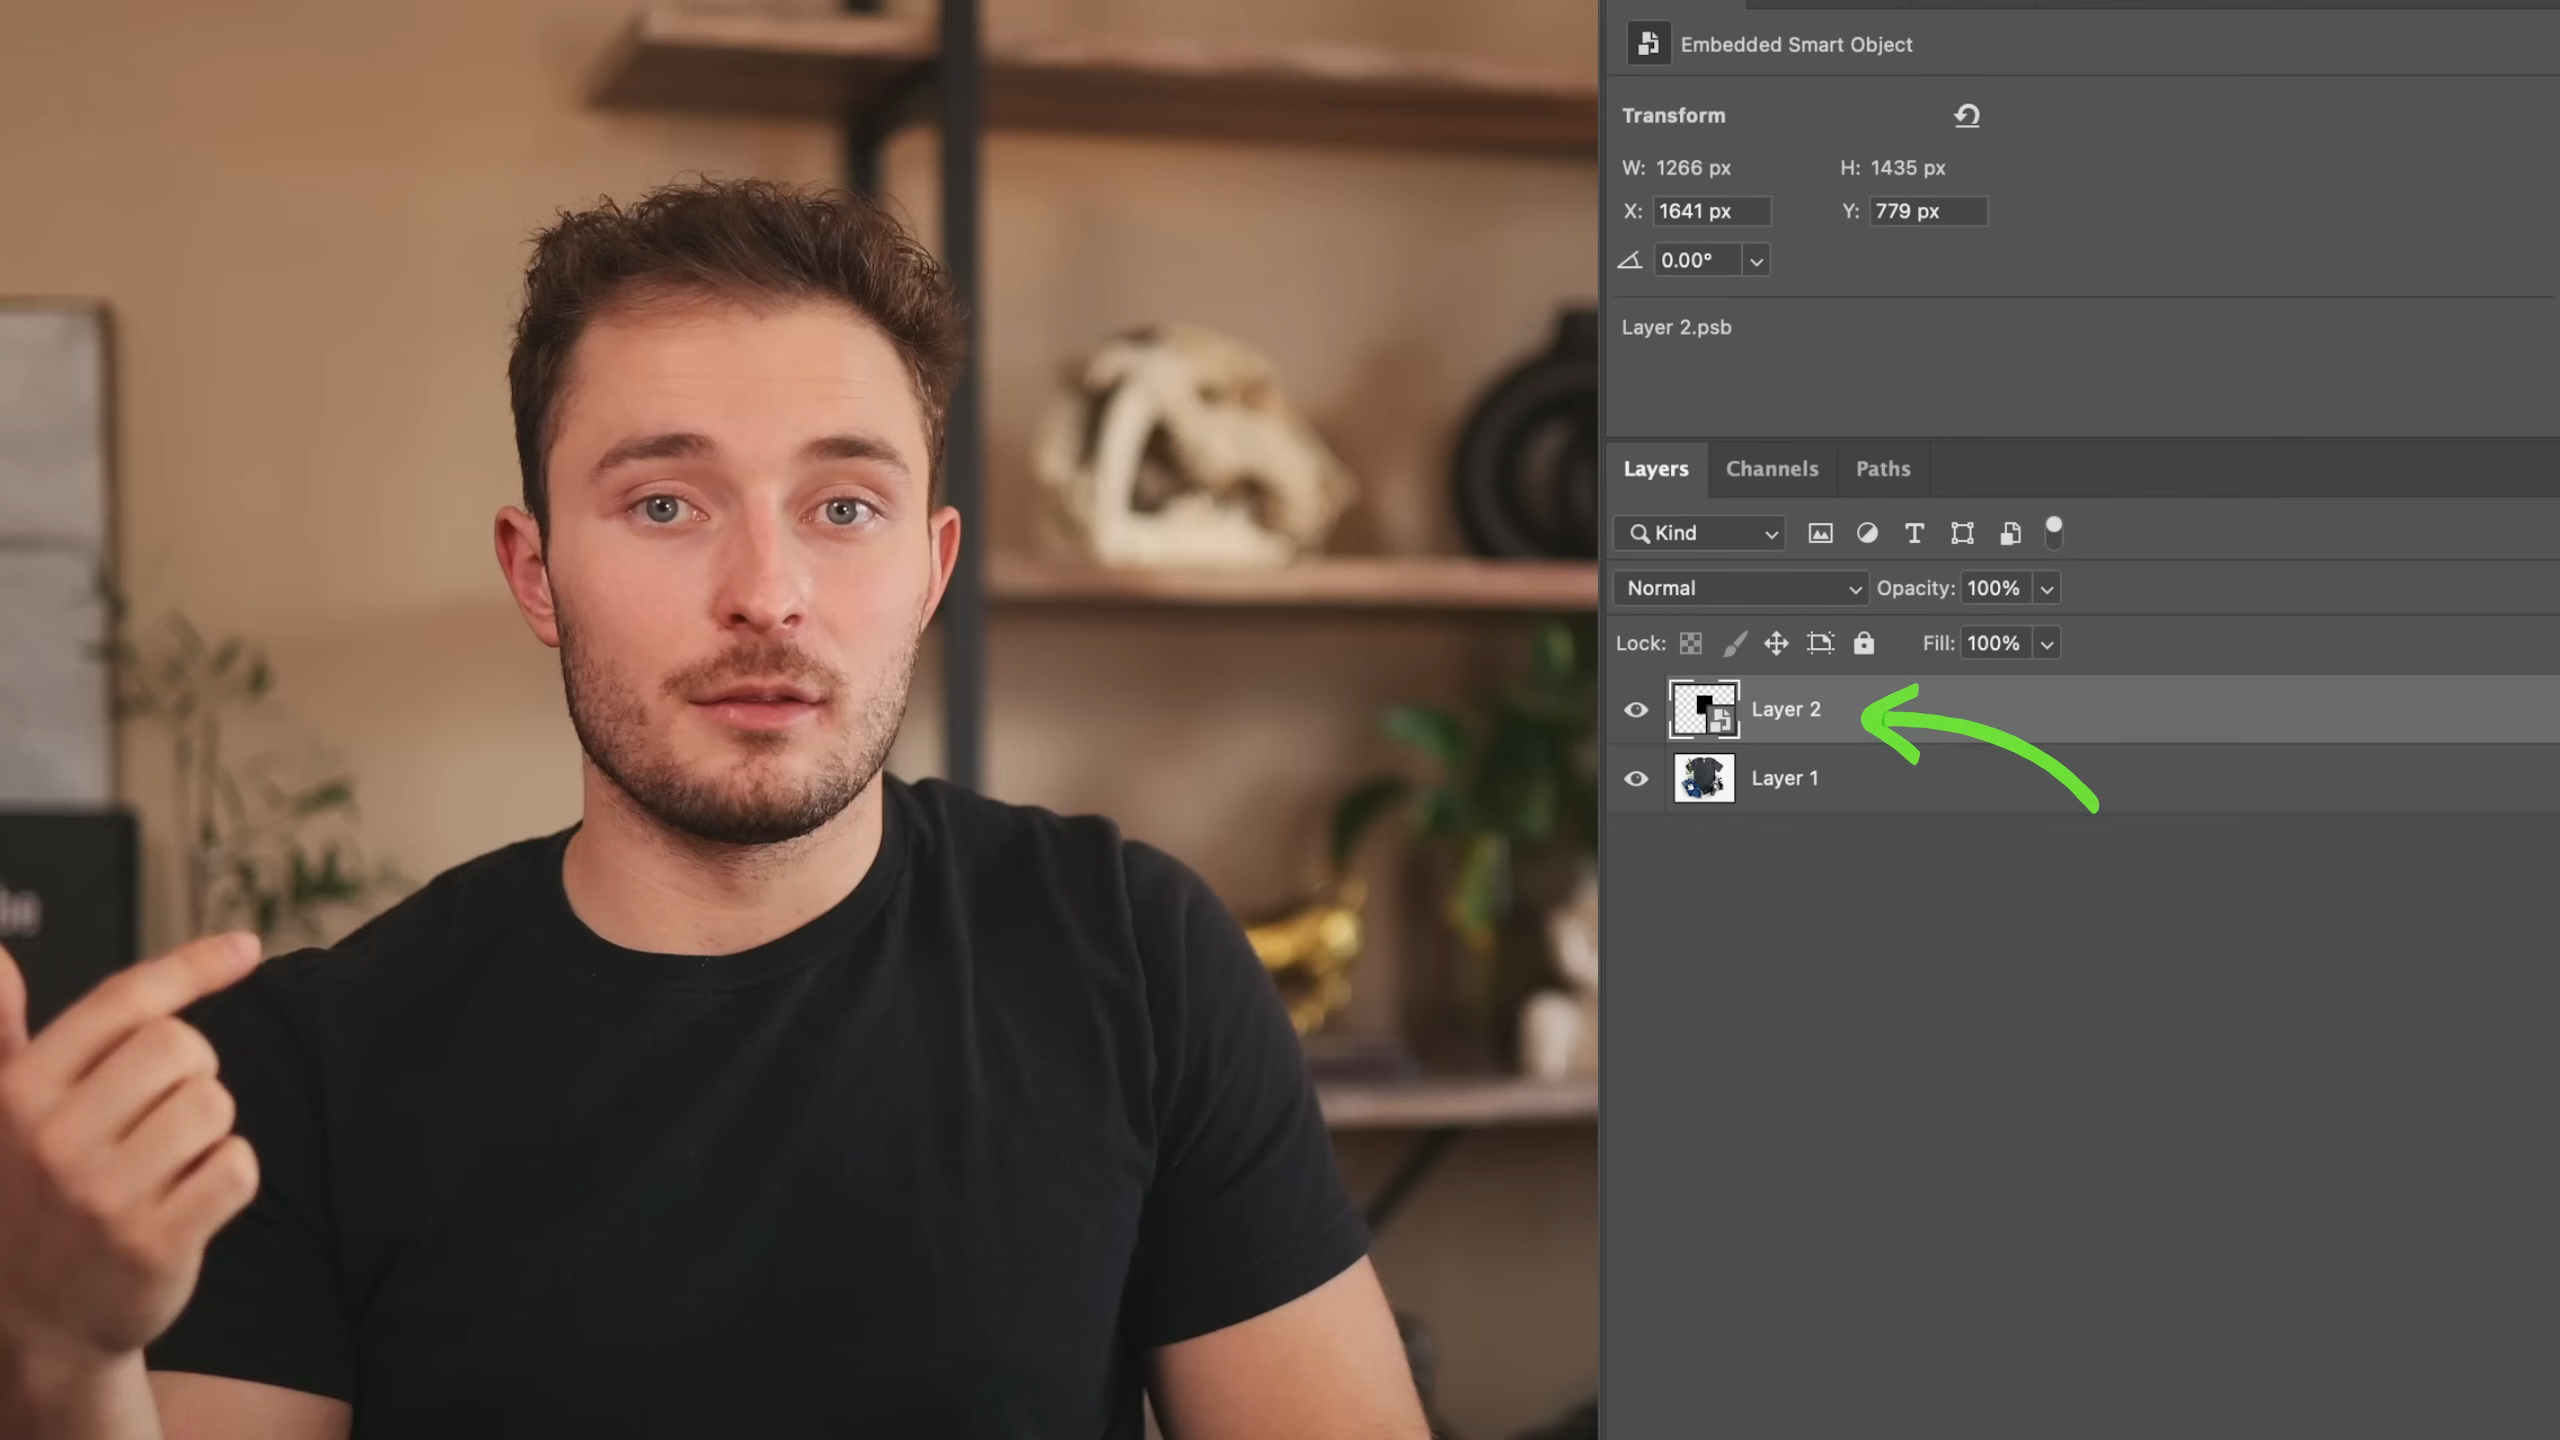 Embedded Smart Object
Transform
W: 1266 px H: 1435 px
X: 1641 px Y: 779 px
0.00°
Layer 2.psb
Layers Channels Paths
Kind
Normal Opacity: 100%
Lock: Fill: 100%
Layer 2
Layer 1